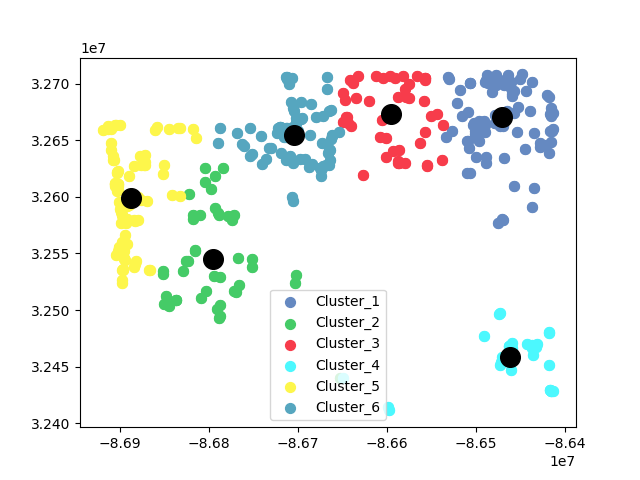 1e7
3.270
3.265
3.260
3.255
3.250
3.245
3.240
Cluster_1
Cluster_2
Cluster_3
Cluster_4
Cluster_5
Cluster_6
−8.69 −8.68 −8.67 −8.66 −8.65 −8.64
1e7